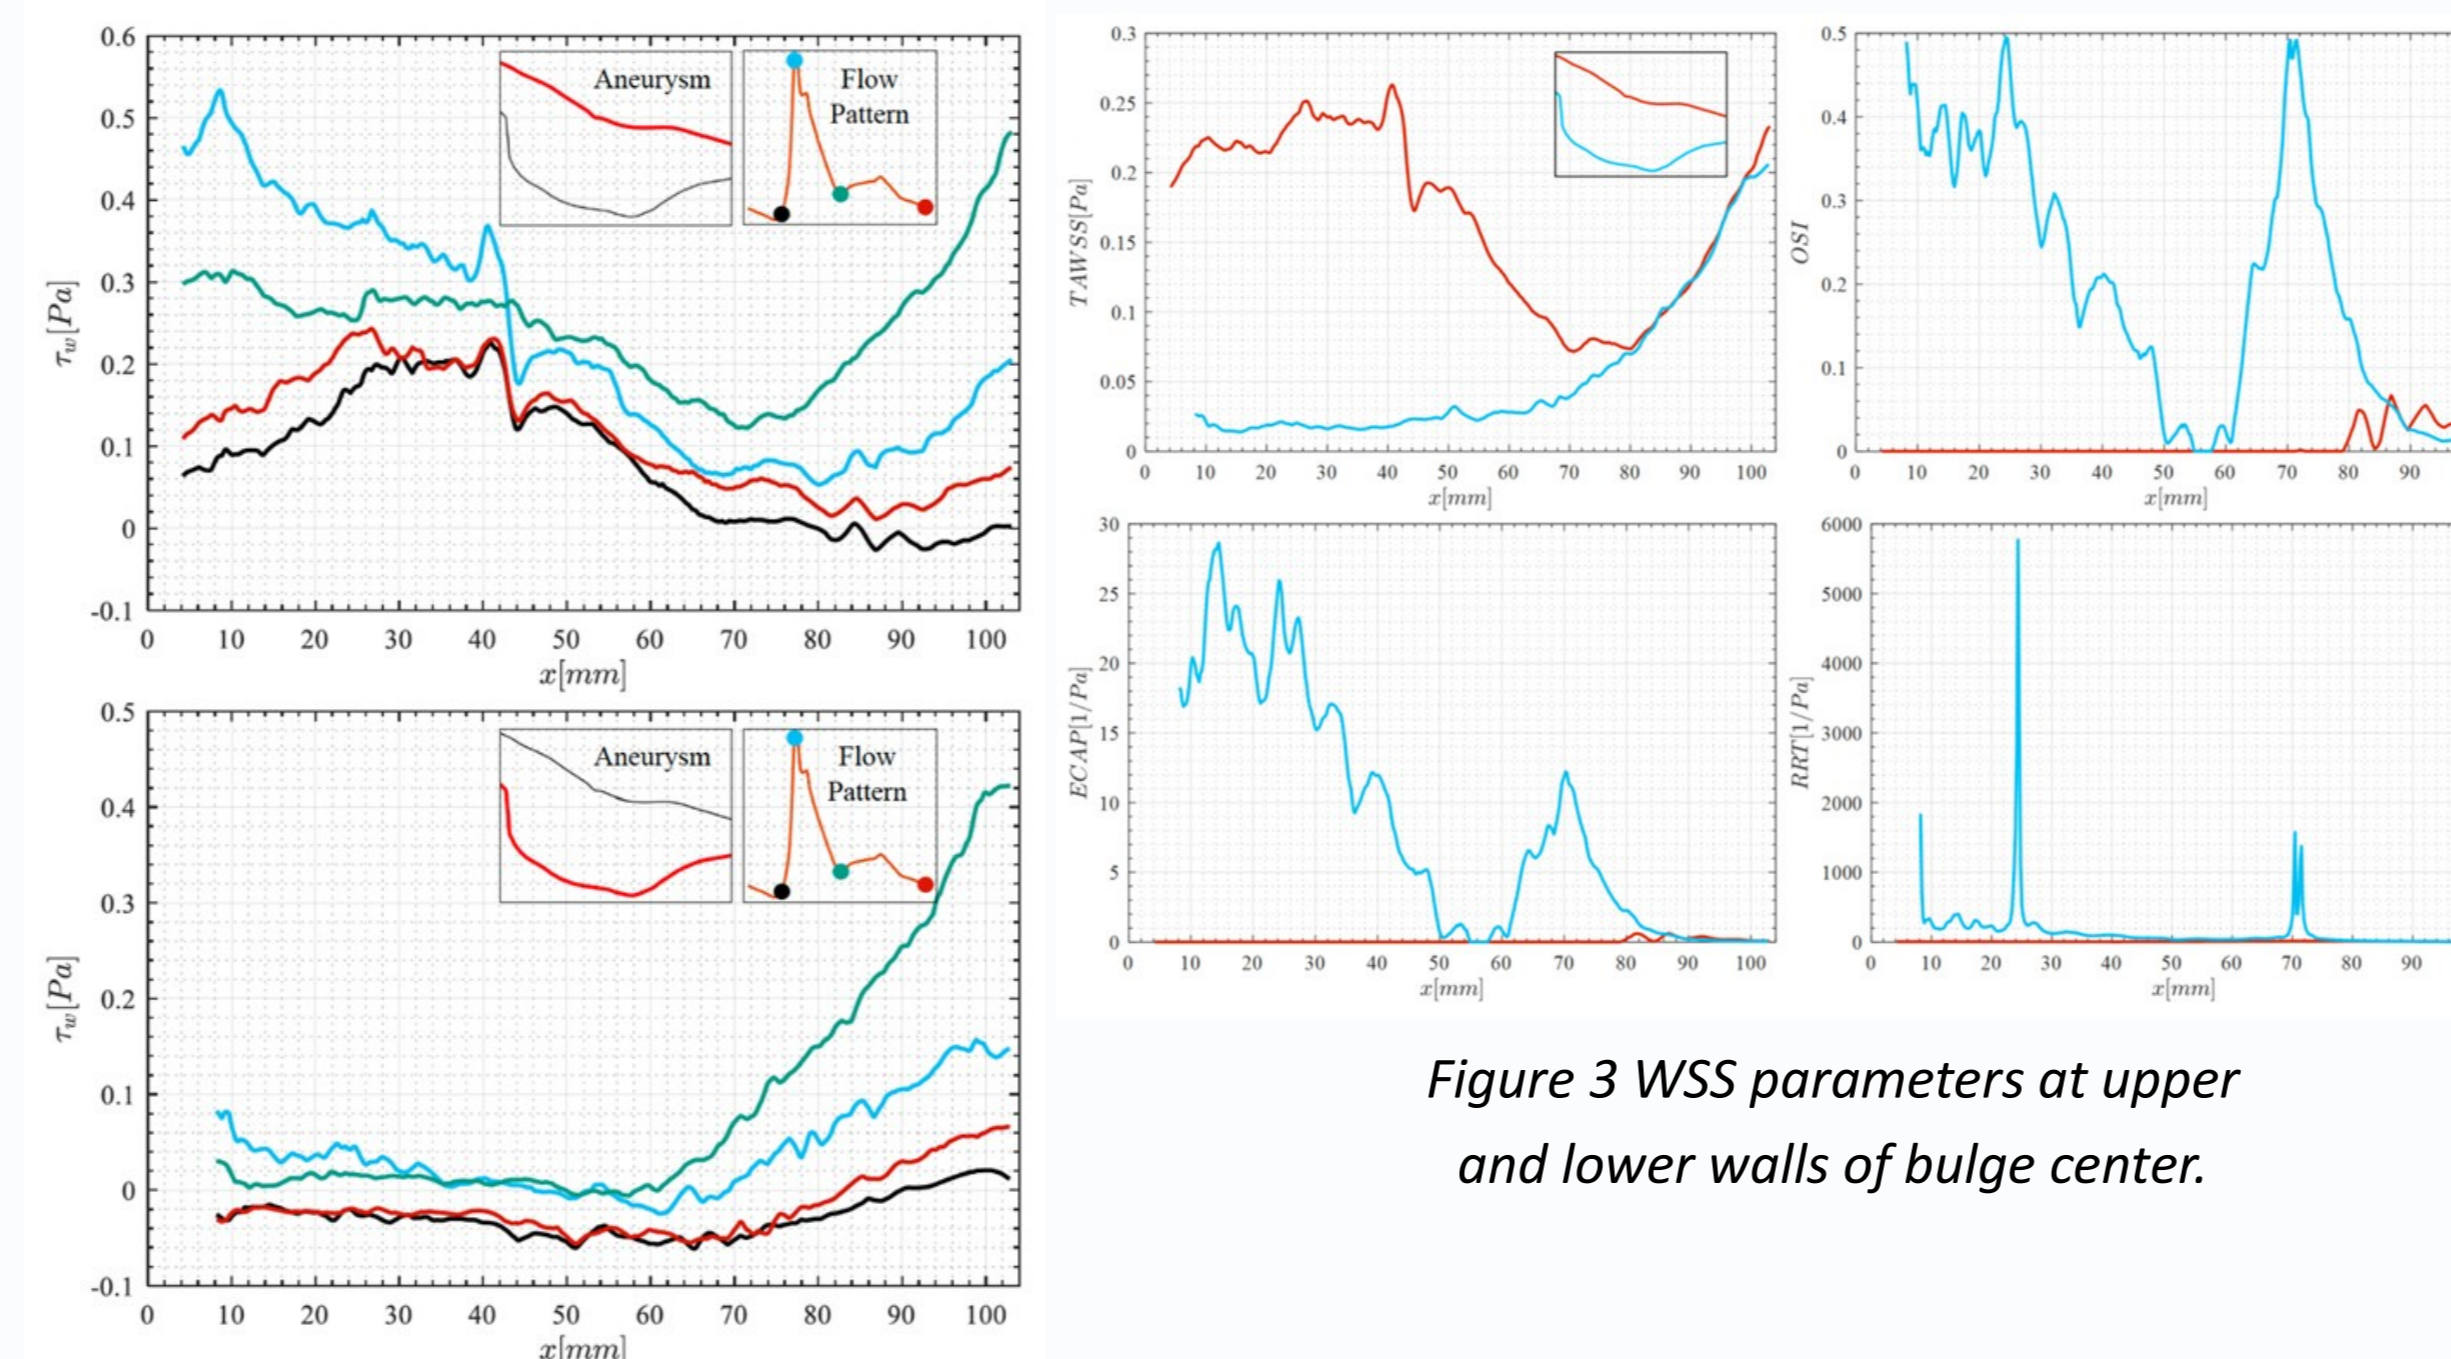 0.6
0.5
0.4
0.3
0.2
0.1
0
-0.1
τw[Pa]
Aneurysm
Flow
Pattern
0 10 20 30 40 50 60 70 80 90 100
x[mm]
0.5
0.4
0.3
0.2
0.1
0
-0.1
τw[Pa]
Aneurysm
Flow
Pattern
0 10 20 30 40 50 60 70 80 90 100
x[mm]
0.3
0.25
0.2
0.15
0.1
0.05
0
TAWSS[Pa]
0 10 20 30 40 50 60 70 80 90 100
x[mm]
0.5
0.4
0.3
0.2
0.1
0
OSI
0 10 20 30 40 50 60 70 80 90
x[mm]
30
25
20
15
10
5
0
ECAP[1/Pa]
0 10 20 30 40 50 60 70 80 90 100
x[mm]
6000
5000
4000
3000
2000
1000
0
RRT[1/Pa]
0 10 20 30 40 50 60 70 80 90
x[mm]
Figure 3 WSS parameters at upper
and lower walls of bulge center.